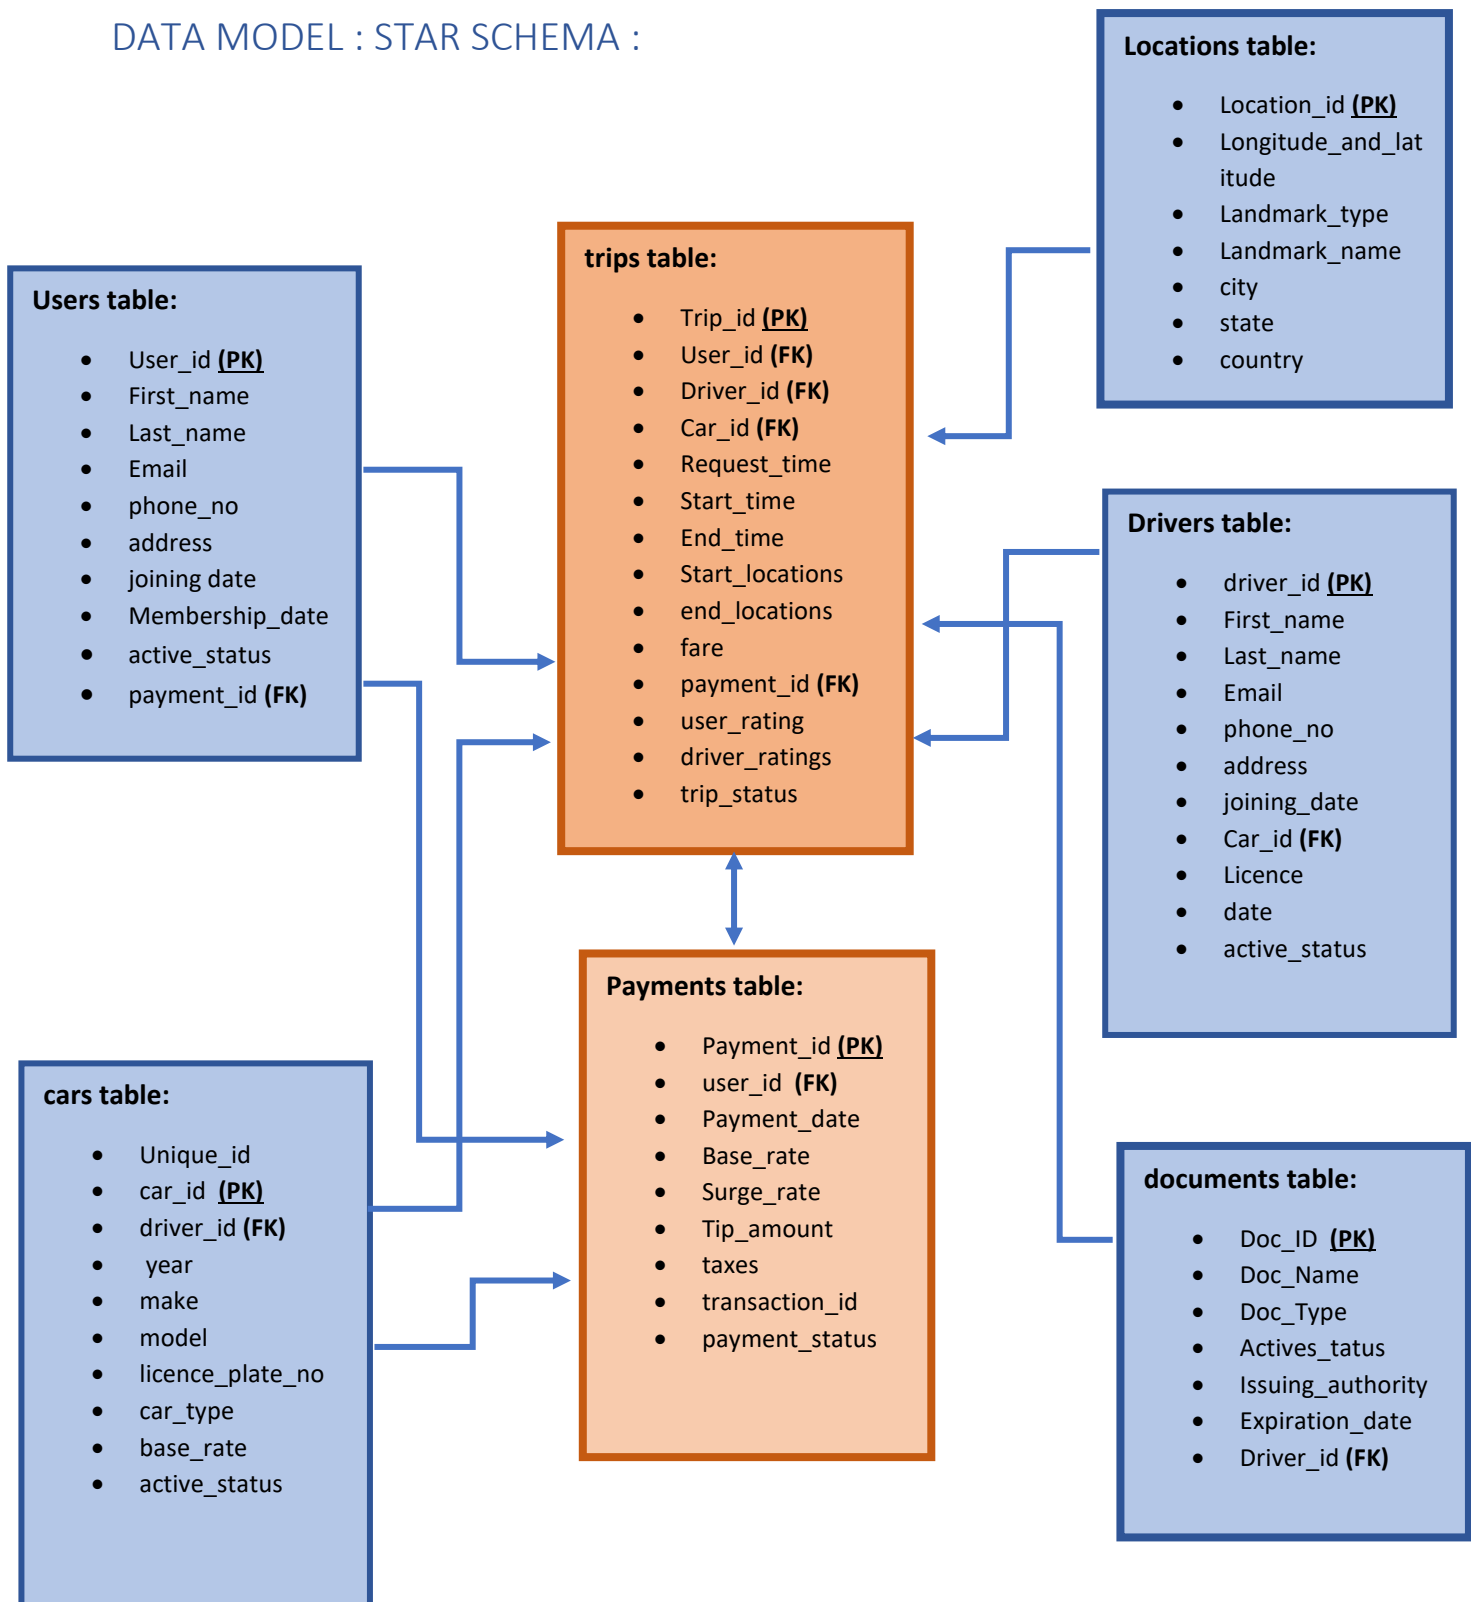 DATA MODEL : STAR SCHEMA :
Locations table:
• Location_id (PK)
• Longitude_and_lat
itude
• Landmark_type
• Landmark_name
• city
• state
• country
trips table:
• Trip_id (PK)
• User_id (FK)
• Driver_id (FK)
• Car_id (FK)
• Request_time
• Start_time
• End_time
• Start_locations
• end_locations
• fare
• payment_id (FK)
• user_rating
• driver_ratings
• trip_status
Users table:
• User_id (PK)
• First_name
• Last_name
• Email
• phone_no
• address
• joining date
• Membership_date
• active_status
• payment_id (FK)
Drivers table:
• driver_id (PK)
• First_name
• Last_name
• Email
• phone_no
• address
• joining_date
• Car_id (FK)
• Licence
• date
• active_status
Payments table:
• Payment_id (PK)
• user_id (FK)
• Payment_date
• Base_rate
• Surge_rate
• Tip_amount
• taxes
• transaction_id
• payment_status
cars table:
• Unique_id
• car_id (PK)
• driver_id (FK)
• year
• make
• model
• licence_plate_no
• car_type
• base_rate
• active_status
documents table:
• Doc_ID (PK)
• Doc_Name
• Doc_Type
• Actives_tatus
• Issuing_authority
• Expiration_date
• Driver_id (FK)